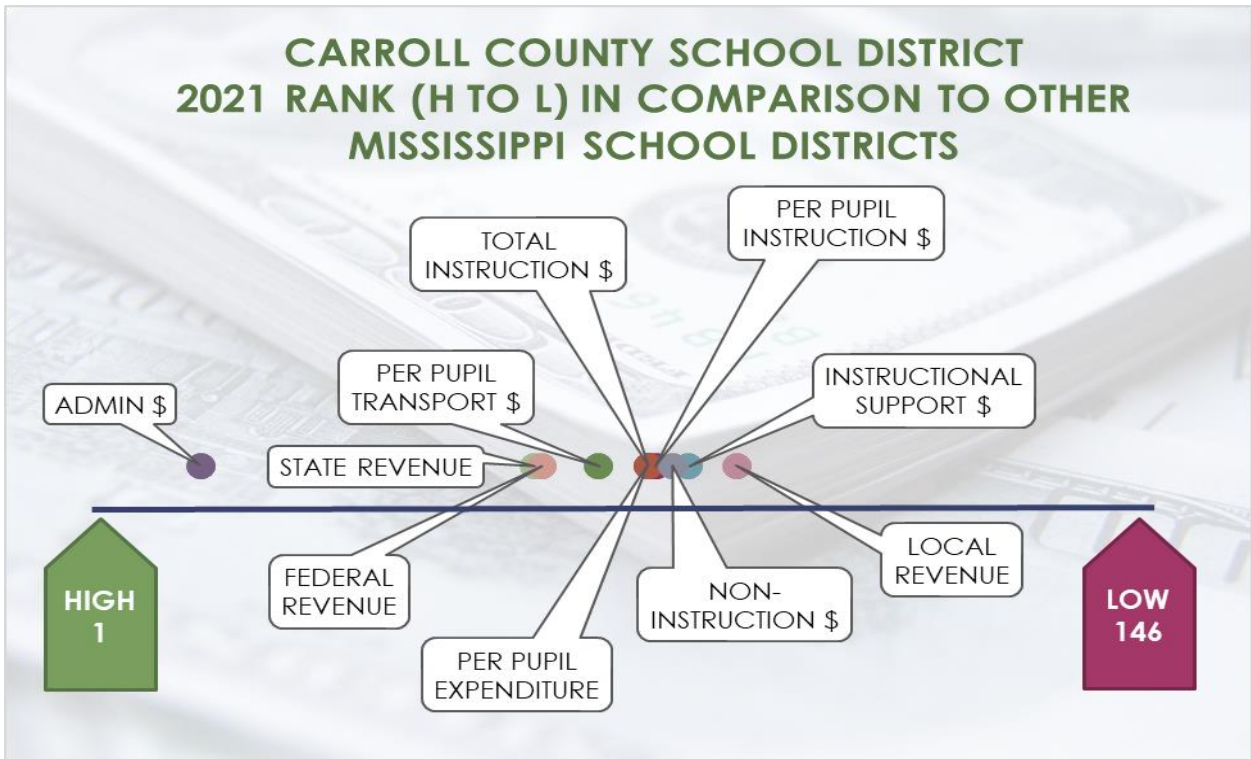 CARROLL COUNTY SCHOOL DISTRICT
2021 RANK (H TO L) IN COMPARISON TO OTHER
MISSISSIPPI SCHOOL DISTRICTS
PER PUPIL
INSTRUCTION $
TOTAL
INSTRUCTION $
PER PUPIL
TRANSPORT $
INSTRUCTIONAL
SUPPORT $
ADMIN $
STATE REVENUE
FEDERAL
REVENUE
NON-
INSTRUCTION $
LOCAL
REVENUE
PER PUPIL
EXPENDITURE
HIGH
1
LOW
146